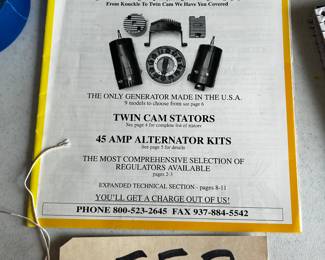 From Knuckle To Twin Cam We Have You Covered
THE ONLY GENERATOR MADE IN THE U.S.A.
9 models to choose from see page 6
TWIN CAM STATORS
See page 4 for complete list of stators
45 AMP ALTERNATOR KITS
See page 5 for details
THE MOST COMPREHENSIVE SELECTION OF
REGULATORS AVAILABLE
pages 2-3
EXPANDED TECHNICAL SECTION - pages 8-11
YOU'LL GET A CHARGE OUT OF US!
PHONE 800-523-2645 FAX 937-884-5542